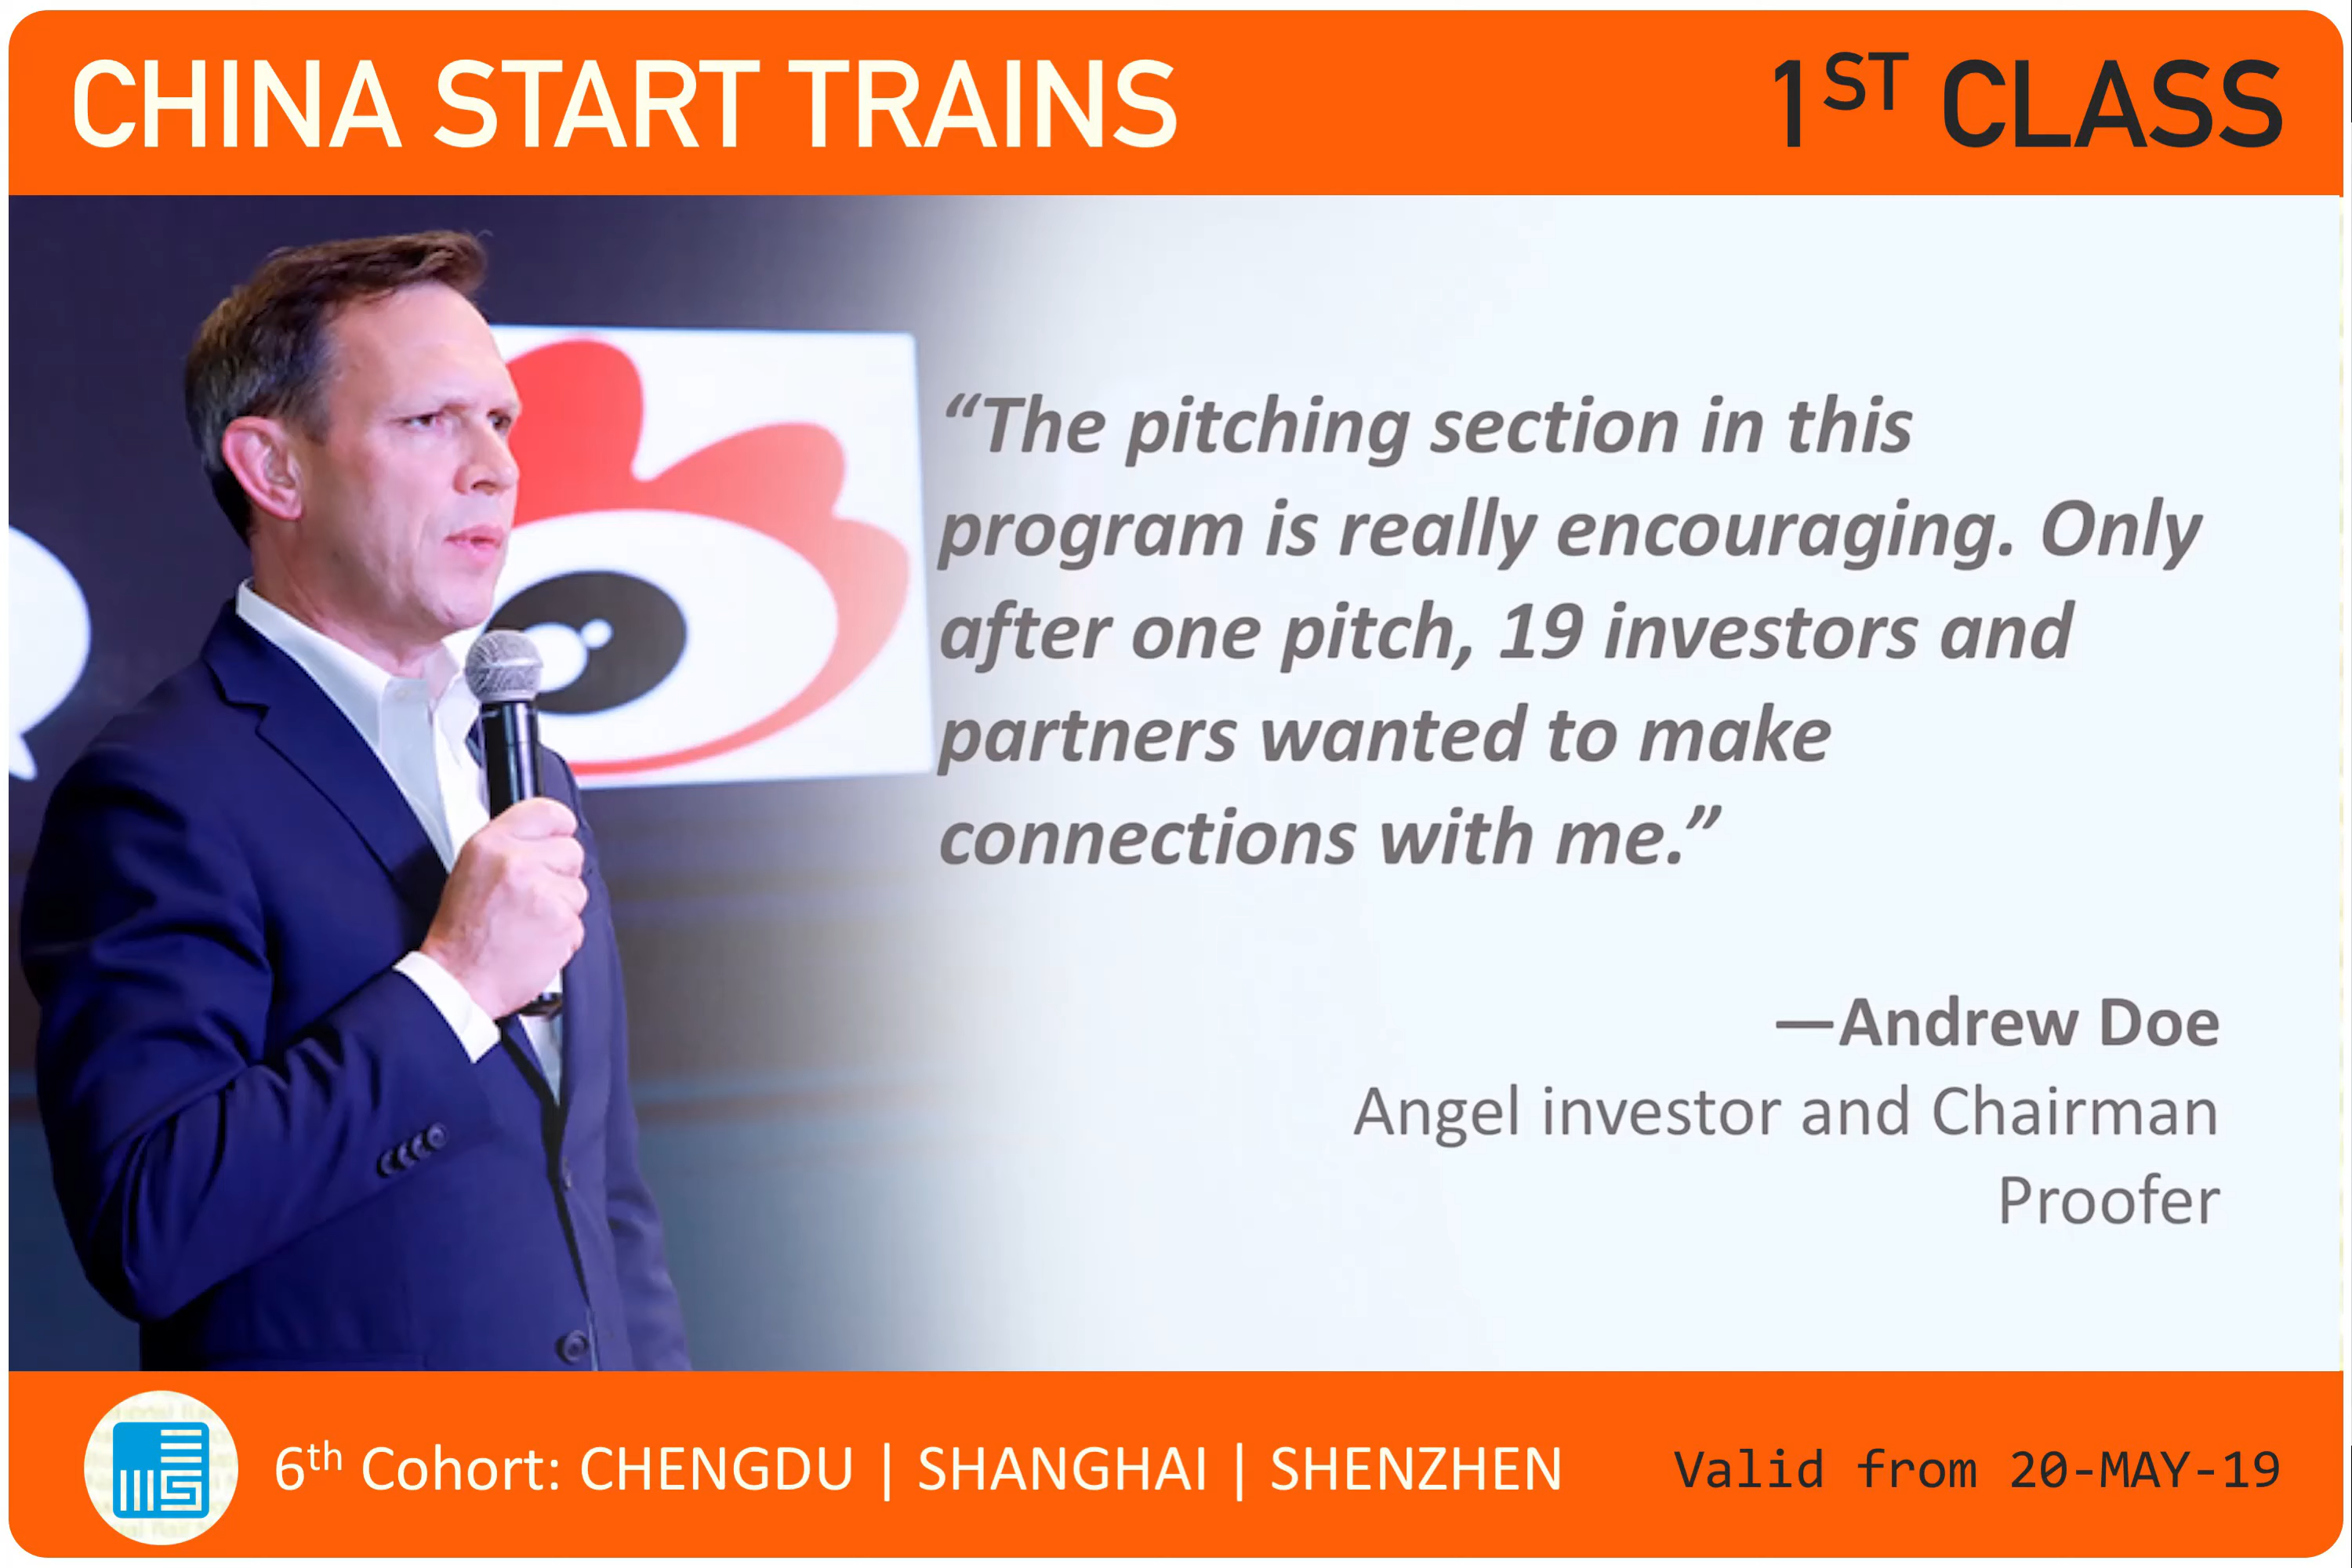 CHINA START TRAINS
1ST CLASS
“The pitching section in this
program is really encouraging. Only
after one pitch, 19 investors and
partners wanted to make
connections with me.”
—Andrew Doe
Angel investor and Chairman
Proofer
6th Cohort: CHENGDU | SHANGHAI | SHENZHEN
Valid from 20-MAY-19